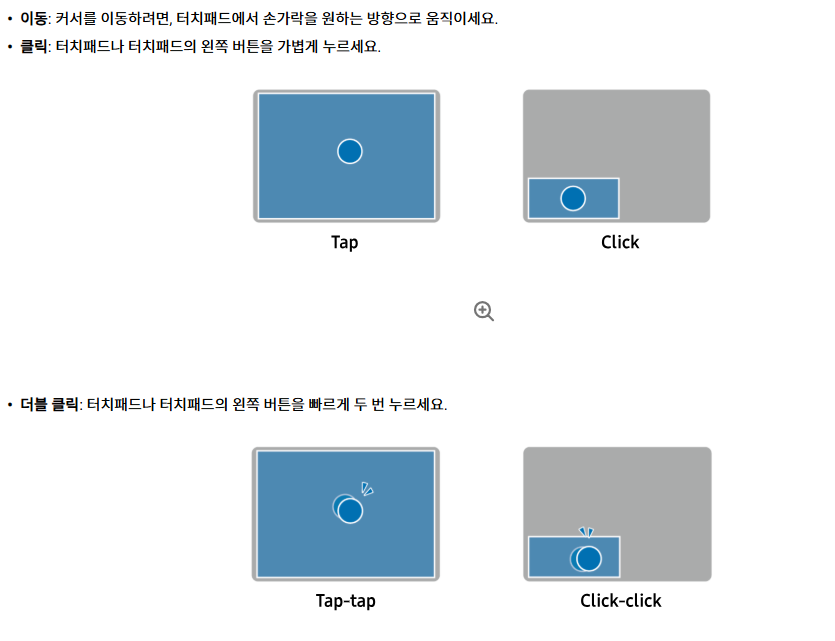 • 이동: 커서를 이동하려면, 터치패드에서 손가락을 원하는 방향으로 움직이세요.
• 클릭: 터치패드나 터치패드의 왼쪽 버튼을 가볍게 누르세요.
Tap
Click
• 더블 클릭: 터치패드나 터치패드의 왼쪽 버튼을 빠르게 두 번 누르세요.
Tap-tap
Click-click